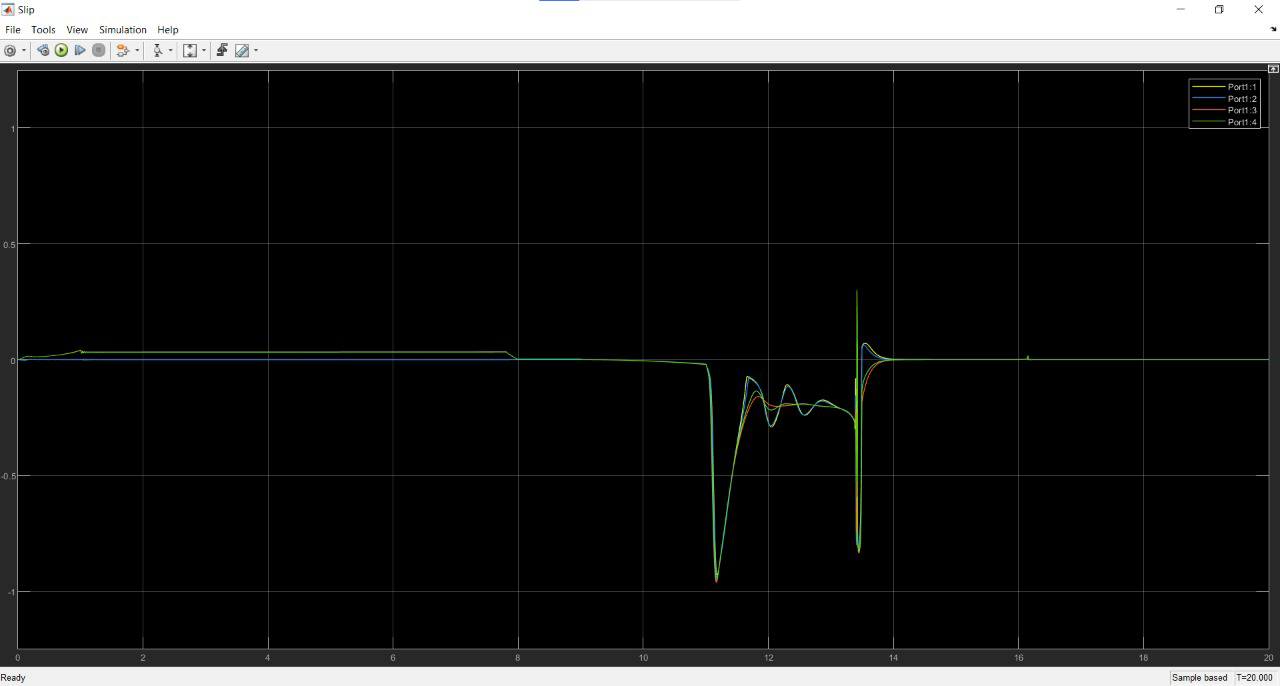 Slip
File Tools View Simulation Help
Port1:1
Port1:2
Port1:3
Port1:4
1
0.5
0
-0.5
-1
0 2 4 6 8 10 12 14 16 18 20
Ready Sample based T=20.000